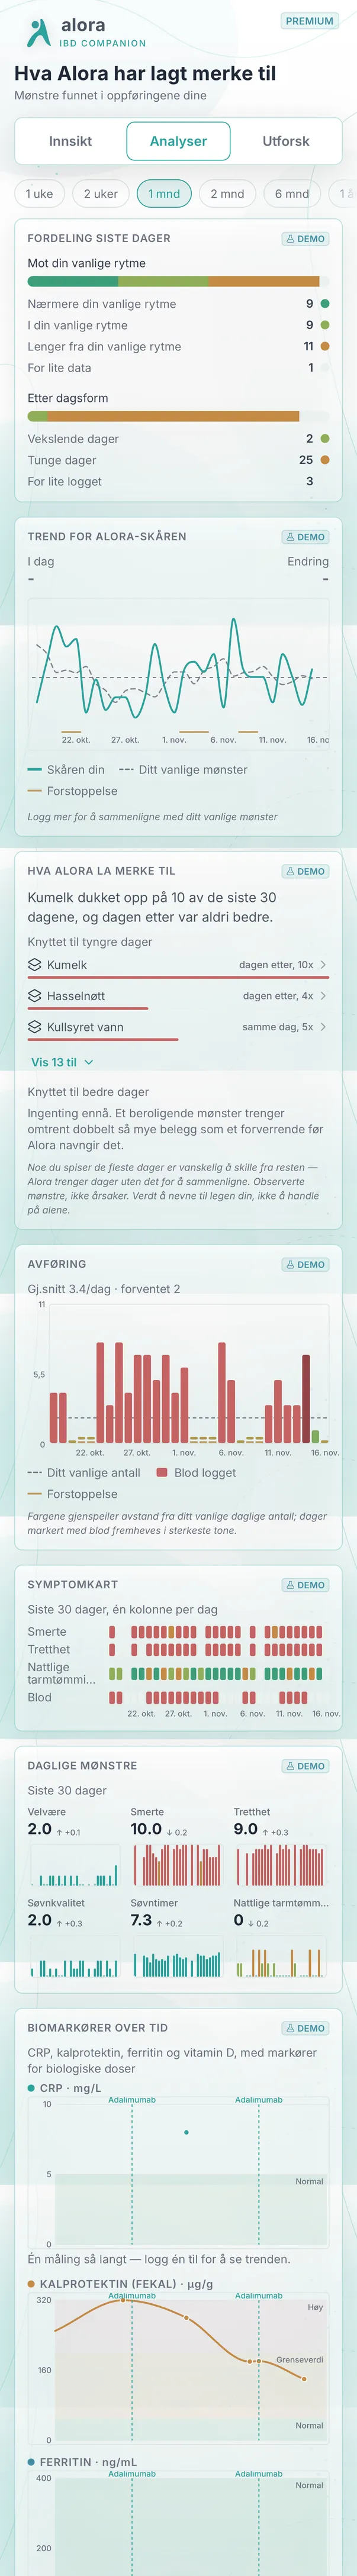 alora
PREMIUM
IBD COMPANION
Hva Alora har lagt merke til
Mønstre funnet i oppføringene dine
Innsikt
Analyser
Utforsk
1 uke
2 uker
1 mnd
2 mnd
6 mnd
FORDELING SISTE DAGER
DEMO
Mot din vanlige rytme
Nærmere din vanlige rytme 9
I din vanlige rytme 9
Lenger fra din vanlige rytme 11
For lite data 1
Etter dagsform
Vekslende dager 2
Tunge dager 25
For lite logget 3
TREND FOR ALORA-SKÅREN
DEMO
I dag Endring
– –
22. okt. 27. okt. 1. nov. 6. nov. 11. nov. 16. no
Skåren din Ditt vanlige mønster
Forstoppelse
Logg mer for å sammenligne med ditt vanlige mønster
HVA ALORA LA MERKE TIL
DEMO
Kumelk dukket opp på 10 av de siste 30
dagene, og dagen etter var aldri bedre.
Knyttet til tyngre dager
Kumelk dagen etter, 10x
Hasselnøtt dagen etter, 4x
Kullsyret vann samme dag, 5x
Vis 13 til
Knyttet til bedre dager
Ingenting ennå. Et beroligende mønster trenger
omtrent dobbelt så mye belegg som et forverrende før
Alora navngir det.
Noe du spiser de fleste dager er vanskelig å skille fra resten —
Alora trenger dager uten det for å sammenligne. Observerte
mønstre, ikke årsaker. Verdt å nevne til legen din, ikke å handle
på alene.
AVFØRING
DEMO
Gj.snitt 3.4/dag · forventet 2
11
5,5
0
22. okt. 27. okt. 1. nov. 6. nov. 11. nov. 16. nov.
Ditt vanlige antall Blod logget
Forstoppelse
Fargene gjenspeiler avstand fra ditt vanlige daglige antall; dager
markert med blod fremheves i sterkeste tone.
SYMPTOMKART
DEMO
Siste 30 dager, én kolonne per dag
Smerte
Tretthet
Nattlige
tarmtømmi...
Blod
22. okt. 27. okt. 1. nov. 6. nov. 11. nov. 16. nov.
DAGLIGE MØNSTRE
DEMO
Siste 30 dager
Velvære Smerte Tretthet
2.0 ↑ +0.1 10.0 ↓ 0.2 9.0 ↑ +0.3
Søvnkvalitet Søvntimer Nattlige tarmtømm...
2.0 ↑ +0.3 7.3 ↑ +0.2 0 ↓ 0.2
BIOMARKØRER OVER TID
DEMO
CRP, kalprotektin, ferritin og vitamin D, med markører
for biologiske doser
CRP · mg/L
Adalimumab Adalimumab
10
5
Normal
0
Én måling så langt — logg én til for å se trenden.
KALPROTEKTIN (FEKAL) · µg/g
Adalimumab Adalimumab
320
Høy
Grenseverdi
160
Normal
0
FERRITIN · ng/mL
Adalimumab Adalimumab
400
Normal
200